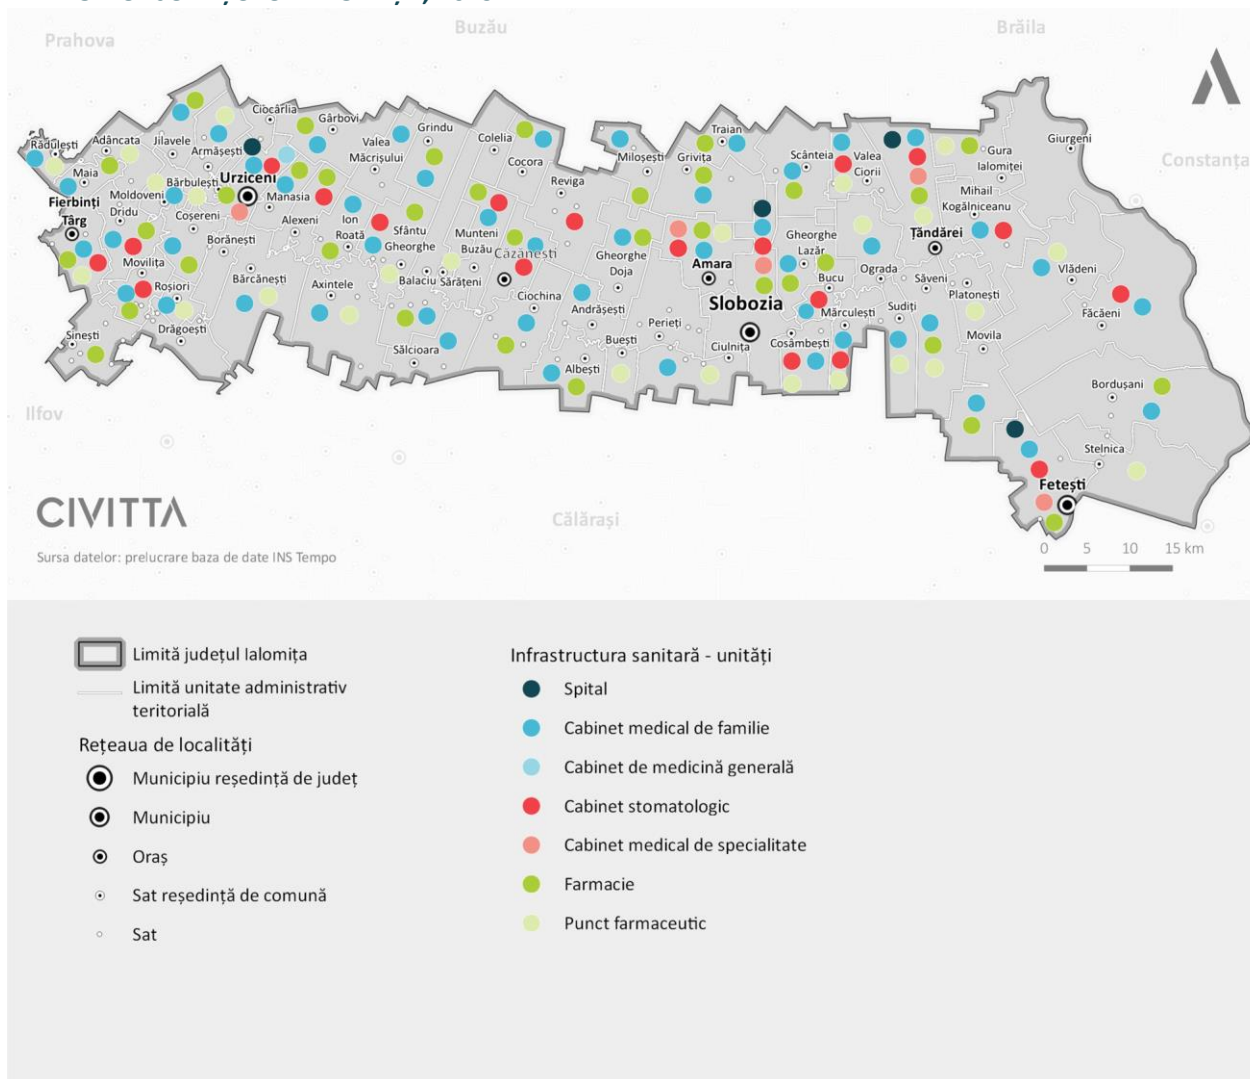 Prahova
Buzău
Brăila
Ciocârlia
Gârbovi
Grindu
Colelia
Traian
Giurgeni
Rădulești
Adâncata
Jilavele
Armășești
Valea
Măcrișului
Cocora
Miloșești
Grivița
Scânteia
Valea
Ciorii
Gura
Ialomiței
Constanța
Maia
Bărbulești
Urziceni
Manasia
Reviga
Mihail
Kogălniceanu
Fierbinți
Târg
Moldoveni
Dridu
Coșereni
Alexeni
Ion
Roată
Sfântu
Gheorghe
Munteni
Buzău
Căzănești
Gheorghe
Doja
Amara
Gheorghe
Lazăr
Țăndărei
Borănești
Movilița
Bărcănești
Axintele
Balaciu
Sărățeni
Bucu
Ograda
Săveni
Vlădeni
Roșiori
Ciochina
Andrășești
Slobozia
Mărculești
Sudiți
Platonești
Făcăeni
Sinești
Drăgoești
Sălcioara
Perieți
Buești
Ciulnița
Cosâmbești
Movila
Albești
Bordușani
Ilfov
Stelnica
Fetești
CIVITTA
Călărași
Sursa datelor: prelucrare baza de date INS Tempo
0 5 10 15 km
Limită județul Ialomița
Limită unitate administrativ
teritorială
Rețeaua de localități
Municipiu reședință de județ
Municipiu
Oraș
Sat reședință de comună
Sat
Infrastructura sanitară - unități
Spital
Cabinet medical de familie
Cabinet de medicină generală
Cabinet stomatologic
Cabinet medical de specialitate
Farmacie
Punct farmaceutic